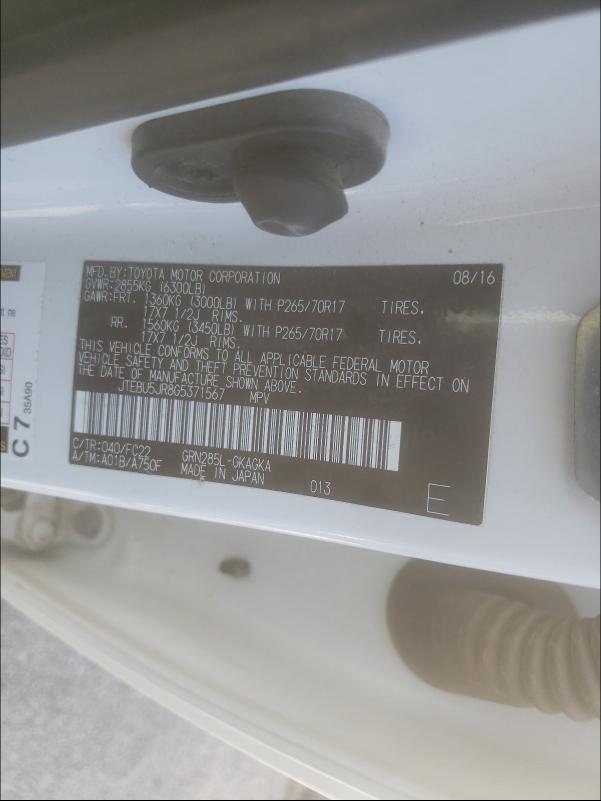 MFD.BY:TOYOTA MOTOR CORPORATION 08/16
GVWR:2855KG (6300LB)
GAWR:FRT. 1360KG (3000LB) WITH P265/70R17 TIRES,
17X7 1/2J RIMS.
RR. 1560KG (3450LB) WITH P265/70R17 TIRES,
17X7 1/2J RIMS.
THIS VEHICLE CONFORMS TO ALL APPLICABLE FEDERAL MOTOR
VEHICLE SAFETY AND THEFT PREVENTION STANDARDS IN EFFECT ON
THE DATE OF MANUFACTURE SHOWN ABOVE.
JTEBU5JR8G5371567 MPV
C/TR:040/FC22 GRN285L-GKAGKA
A/TM:A01B/A750F MADE IN JAPAN 013
E
C 7 35A90